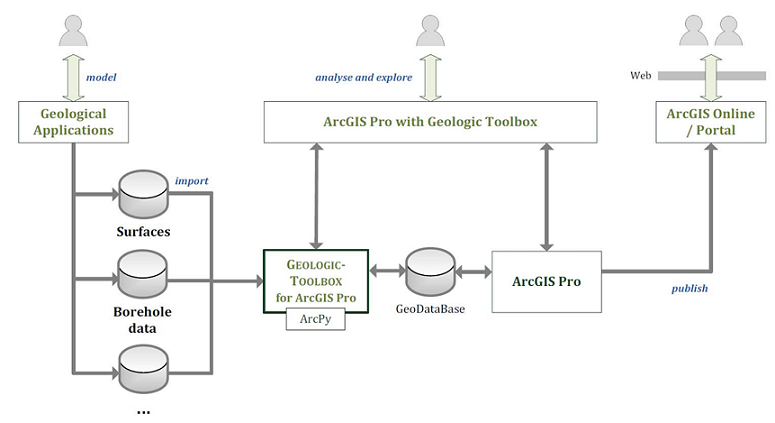 model
analyse and explore
Web
Geological
Applications
ArcGIS Pro with Geologic Toolbox
ArcGIS Online
/ Portal
import
Surfaces
Borehole
data
...
GEOLOGIC-
TOOLBOX
for ArcGIS Pro
ArcPy
GeoDataBase
ArcGIS Pro
publish